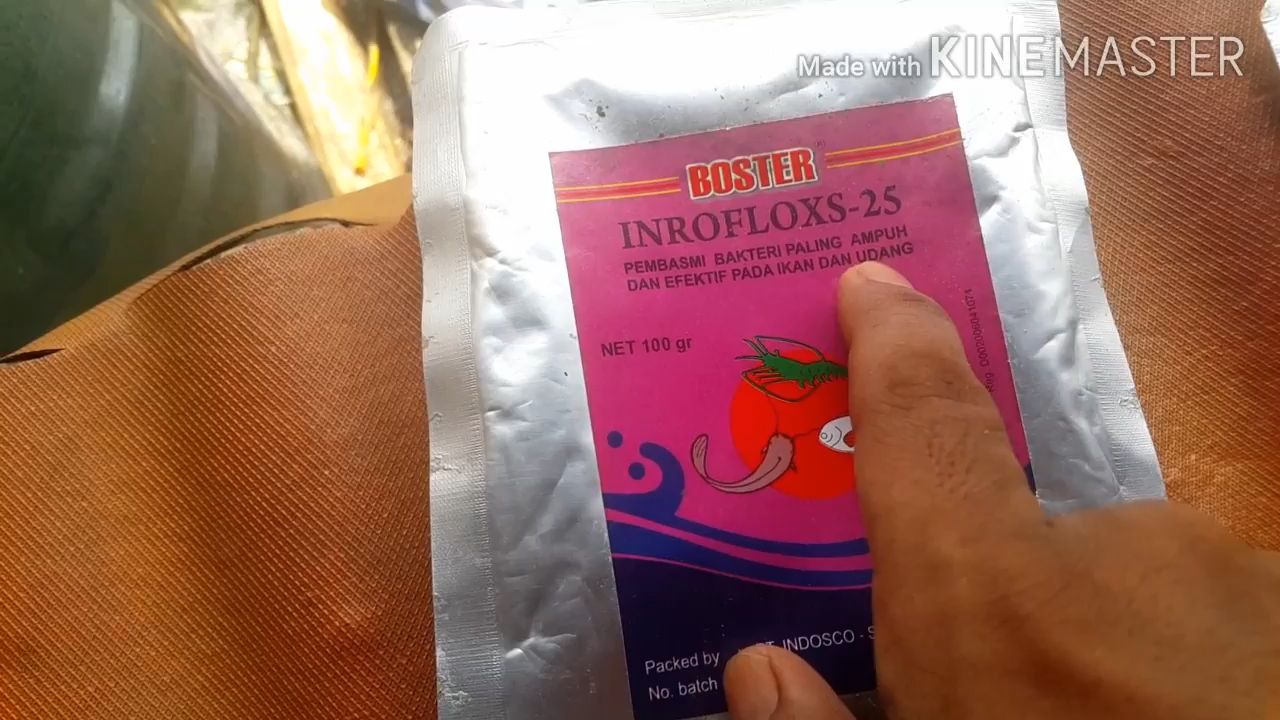 Made with KINEMASTER
BOSTER
INROFLOXS-25
PEMBASMI BAKTERI PALING AMPUH
DAN EFEKTIF PADA IKAN DAN UDANG
NET 100 gr
Packed by INDOSCO - S
No. batch